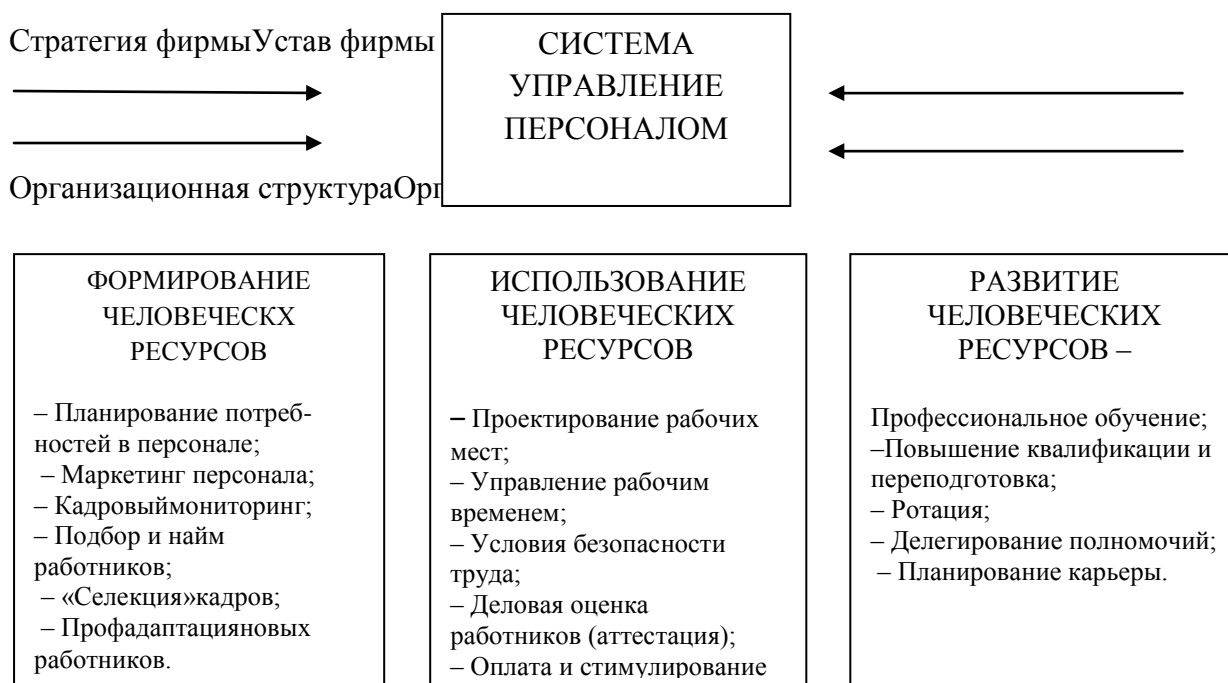 Стратегия фирмыУстав фирмы
СИСТЕМА
УПРАВЛЕНИЕ
ПЕРСОНАЛОМ
Организационная структураОрг
ФОРМИРОВАНИЕ
ЧЕЛОВЕЧЕСКХ
РЕСУРСОВ
– Планирование потреб-
ностей в персонале;
– Маркетинг персонала;
– Кадровыймониторинг;
– Подбор и найм
работников;
– «Селекция»кадров;
– Профадаптацияновых
работников.
ИСПОЛЬЗОВАНИЕ
ЧЕЛОВЕЧЕСКИХ
РЕСУРСОВ
– Проектирование рабочих
мест;
– Управление рабочим
временем;
– Условия безопасности
труда;
– Деловая оценка
работников (аттестация);
– Оплата и стимулирование
РАЗВИТИЕ
ЧЕЛОВЕЧЕСКИХ
РЕСУРСОВ –
Профессиональное обучение;
–Повышение квалификации и
переподготовка;
– Ротация;
– Делегирование полномочий;
– Планирование карьеры.